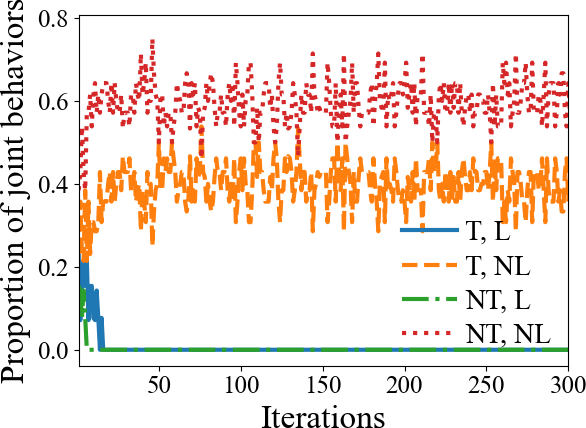 Proportion of joint behaviors
0.8
0.6
0.4
0.2
0.0
T, L
T, NL
NT, L
NT, NL
50 100 150 200 250 300
Iterations